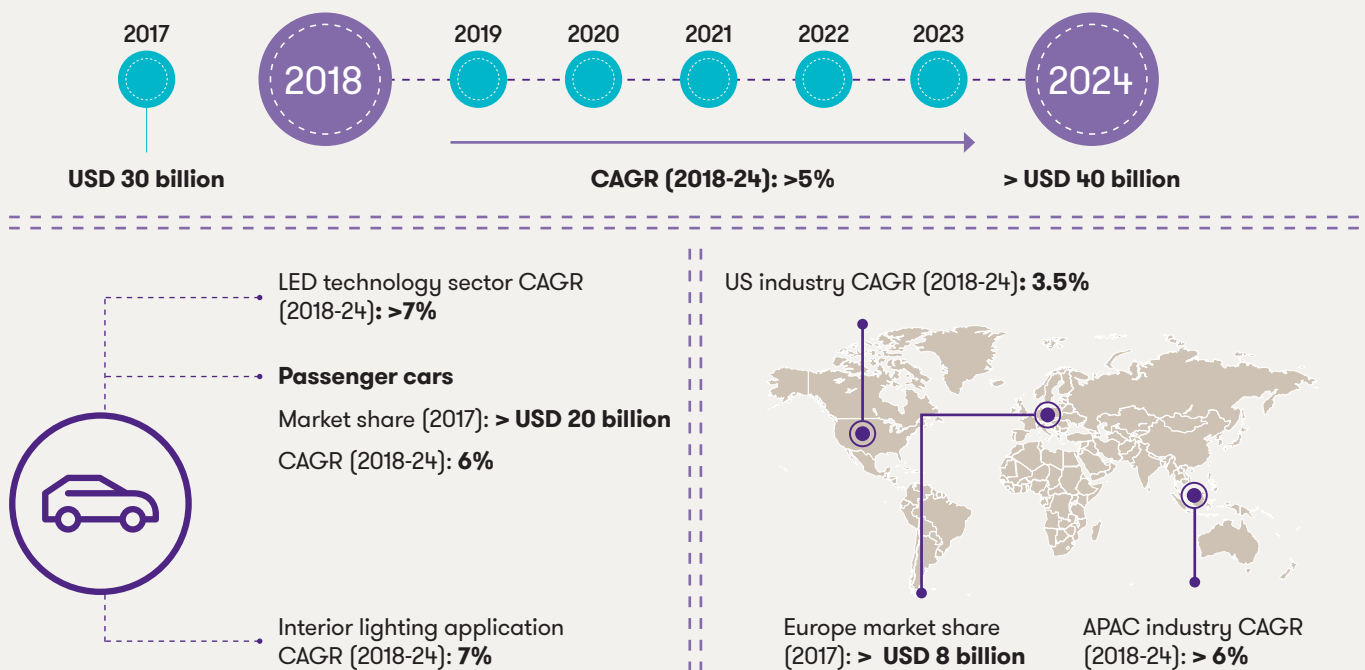 2017
2018
2019
2020
2021
2022
2023
2024
USD 30 billion
CAGR (2018-24): >5%
> USD 40 billion
LED technology sector CAGR
(2018-24): >7%
Passenger cars
Market share (2017): > USD 20 billion
CAGR (2018-24): 6%
Interior lighting application
CAGR (2018-24): 7%
US industry CAGR (2018-24): 3.5%
Europe market share
(2017): > USD 8 billion
APAC industry CAGR
(2018-24): > 6%